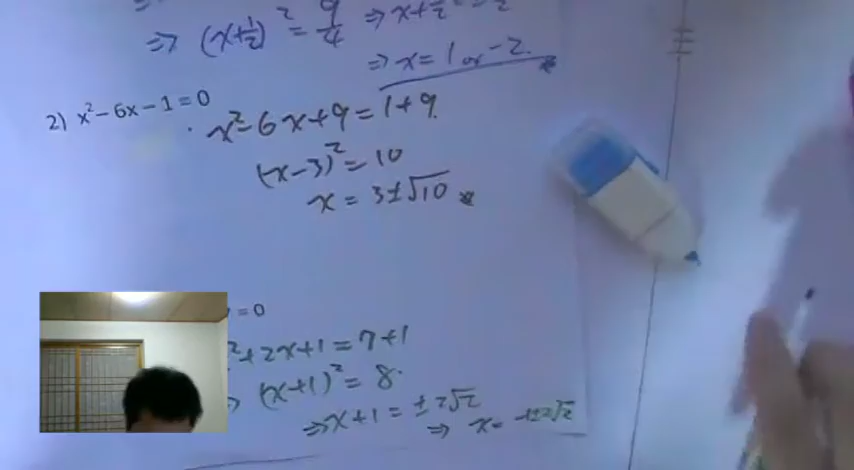 ⇒ (x+1/2)² = 9/4 ⇒ x+
⇒ x = 1 or -2.
2) x² - 6x - 1 = 0
x² - 6x + 9 = 1 + 9.
(x-3)² = 10
x = 3 ± √10
= 0
² + 2x + 1 = 7 + 1
(x+1)² = 8.
⇒ x + 1 = ± 2√2
⇒ x = -1±2√2